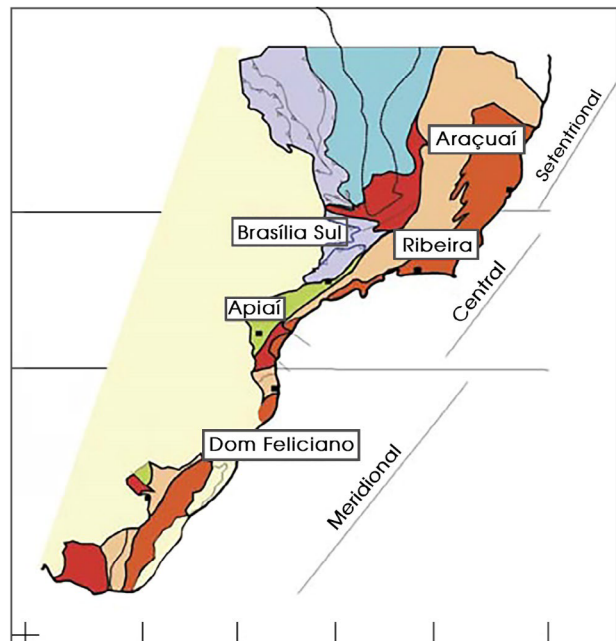 Araçuaí
Setentrional
Brasília Sul
Ribeira
Central
Apiaí
Dom Feliciano
Meridional